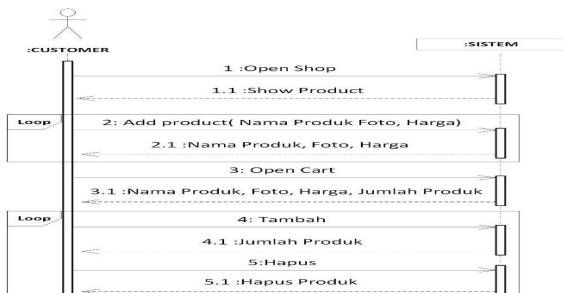 :CUSTOMER
:SISTEM
1 :Open Shop
1.1 :Show Product
Loop
2: Add product( Nama Produk Foto, Harga)
2.1 :Nama Produk, Foto, Harga
3: Open Cart
3.1 :Nama Produk, Foto, Harga, Jumlah Produk
Loop
4: Tambah
4.1 :Jumlah Produk
5:Hapus
5.1 :Hapus Produk